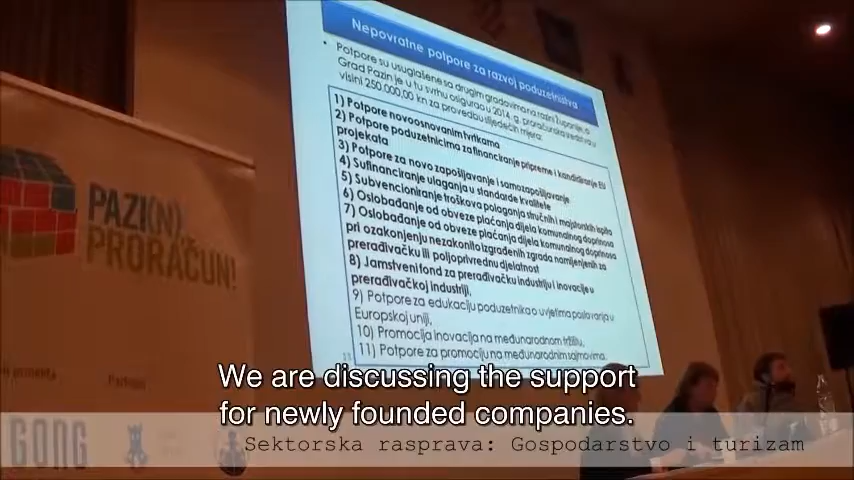 Nepovratne potpore za razvoj poduzetništva
• Potpore su usuglašene sa drugim gradovima na razini Županije, a
Grad Pazin je u tu svrhu osigurao u 2014. g. proračunska sredstva u
visini 250.000,00 kn za provedbu slijedećih mjera:
1) Potpore novoosnovanim tvrtkama
2) Potpore poduzetnicima za financiranje pripreme i kandidiranje EU
projekata
3) Potpore za novo zapošljavanje i samozapošljavanje
4) Sufinanciranje ulaganja u standarde kvalitete
5) Subvencioniranje troškova polaganja stručnih i majstorskih ispita
6) Oslobađanje od obveze plaćanja dijela komunalnog doprinosa
7) Oslobađanje od obveze plaćanja dijela komunalnog doprinosa
pri ozakonjenju nezakonito izgrađenih zgrada namijenjenih za
prerađivačku ili poljoprivrednu djelatnost
8) Jamstveni fond za prerađivačku industriju i inovacije u
prerađivačkoj industriji,
9) Potpore za edukaciju poduzetnika o uvjetima poslovanja u
Europskoj uniji,
10) Promocija inovacija na međunarodnom tržištu,
11) Potpore za promociju na međunarodnim sajmovima.
PAZI(N),
PRORAČUN!
We are discussing the support
for newly founded companies.
GONG
Sektorska rasprava: Gospodarstvo i turizam